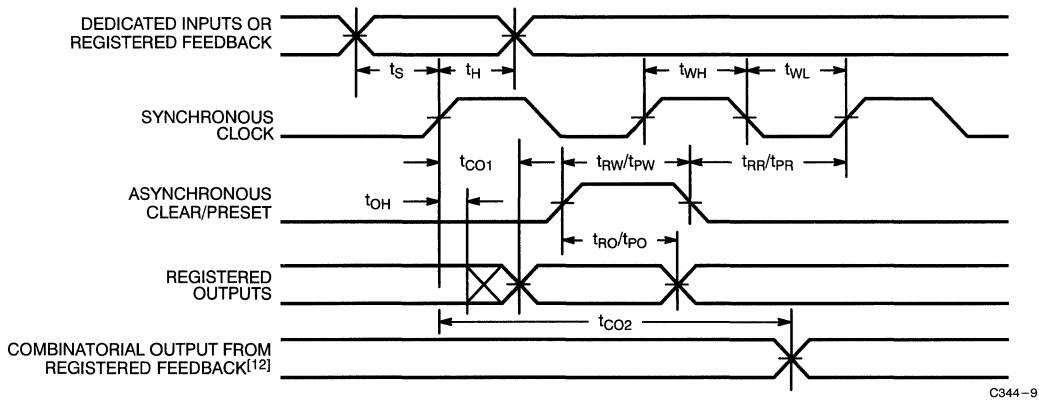 DEDICATED INPUTS OR
REGISTERED FEEDBACK
tS
tH
tWH
tWL
SYNCHRONOUS
CLOCK
tCO1
tRW/tPW
tRR/tPR
ASYNCHRONOUS
CLEAR/PRESET
tOH
tRO/tPO
REGISTERED
OUTPUTS
tCO2
COMBINATORIAL OUTPUT FROM
REGISTERED FEEDBACK[12]
C344-9